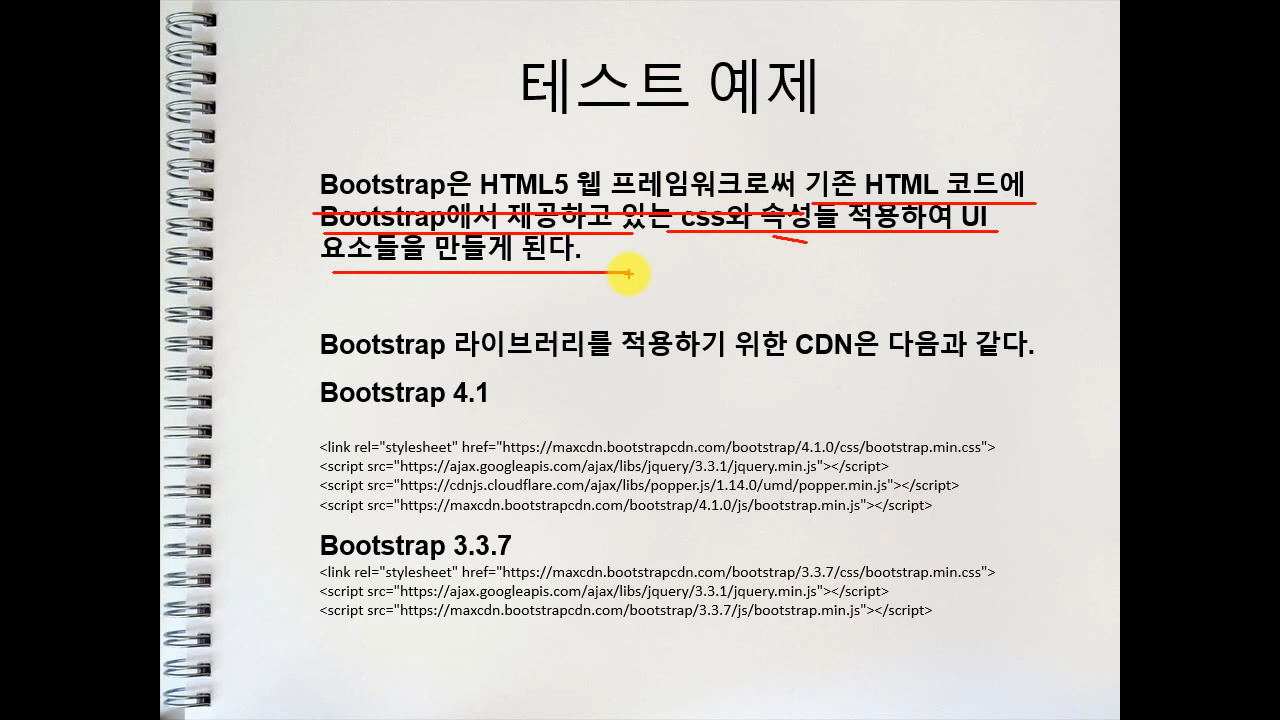 테스트 예제
Bootstrap은 HTML5 웹 프레임워크로써 기존 HTML 코드에
Bootstrap에서 제공하고 있는 css와 속성들 적용하여 UI
요소들을 만들게 된다.
Bootstrap 라이브러리를 적용하기 위한 CDN은 다음과 같다.
Bootstrap 4.1
<link rel="stylesheet" href="https://maxcdn.bootstrapcdn.com/bootstrap/4.1.0/css/bootstrap.min.css">
<script src="https://ajax.googleapis.com/ajax/libs/jquery/3.3.1/jquery.min.js"></script>
<script src="https://cdnjs.cloudflare.com/ajax/libs/popper.js/1.14.0/umd/popper.min.js"></script>
<script src="https://maxcdn.bootstrapcdn.com/bootstrap/4.1.0/js/bootstrap.min.js"></script>
Bootstrap 3.3.7
<link rel="stylesheet" href="https://maxcdn.bootstrapcdn.com/bootstrap/3.3.7/css/bootstrap.min.css">
<script src="https://ajax.googleapis.com/ajax/libs/jquery/3.3.1/jquery.min.js"></script>
<script src="https://maxcdn.bootstrapcdn.com/bootstrap/3.3.7/js/bootstrap.min.js"></script>